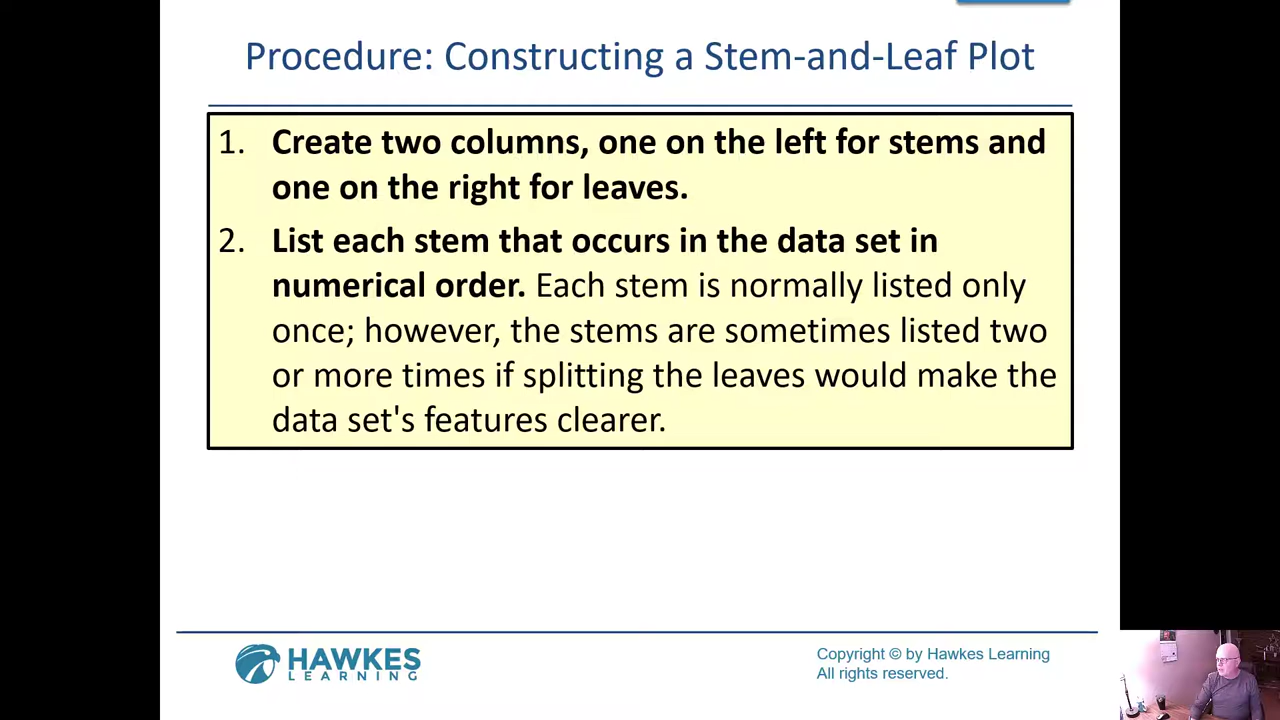 Procedure: Constructing a Stem-and-Leaf Plot
1. Create two columns, one on the left for stems and
one on the right for leaves.
2. List each stem that occurs in the data set in
numerical order. Each stem is normally listed only
once; however, the stems are sometimes listed two
or more times if splitting the leaves would make the
data set's features clearer.
HAWKES
LEARNING
Copyright © by Hawkes Learning
All rights reserved.